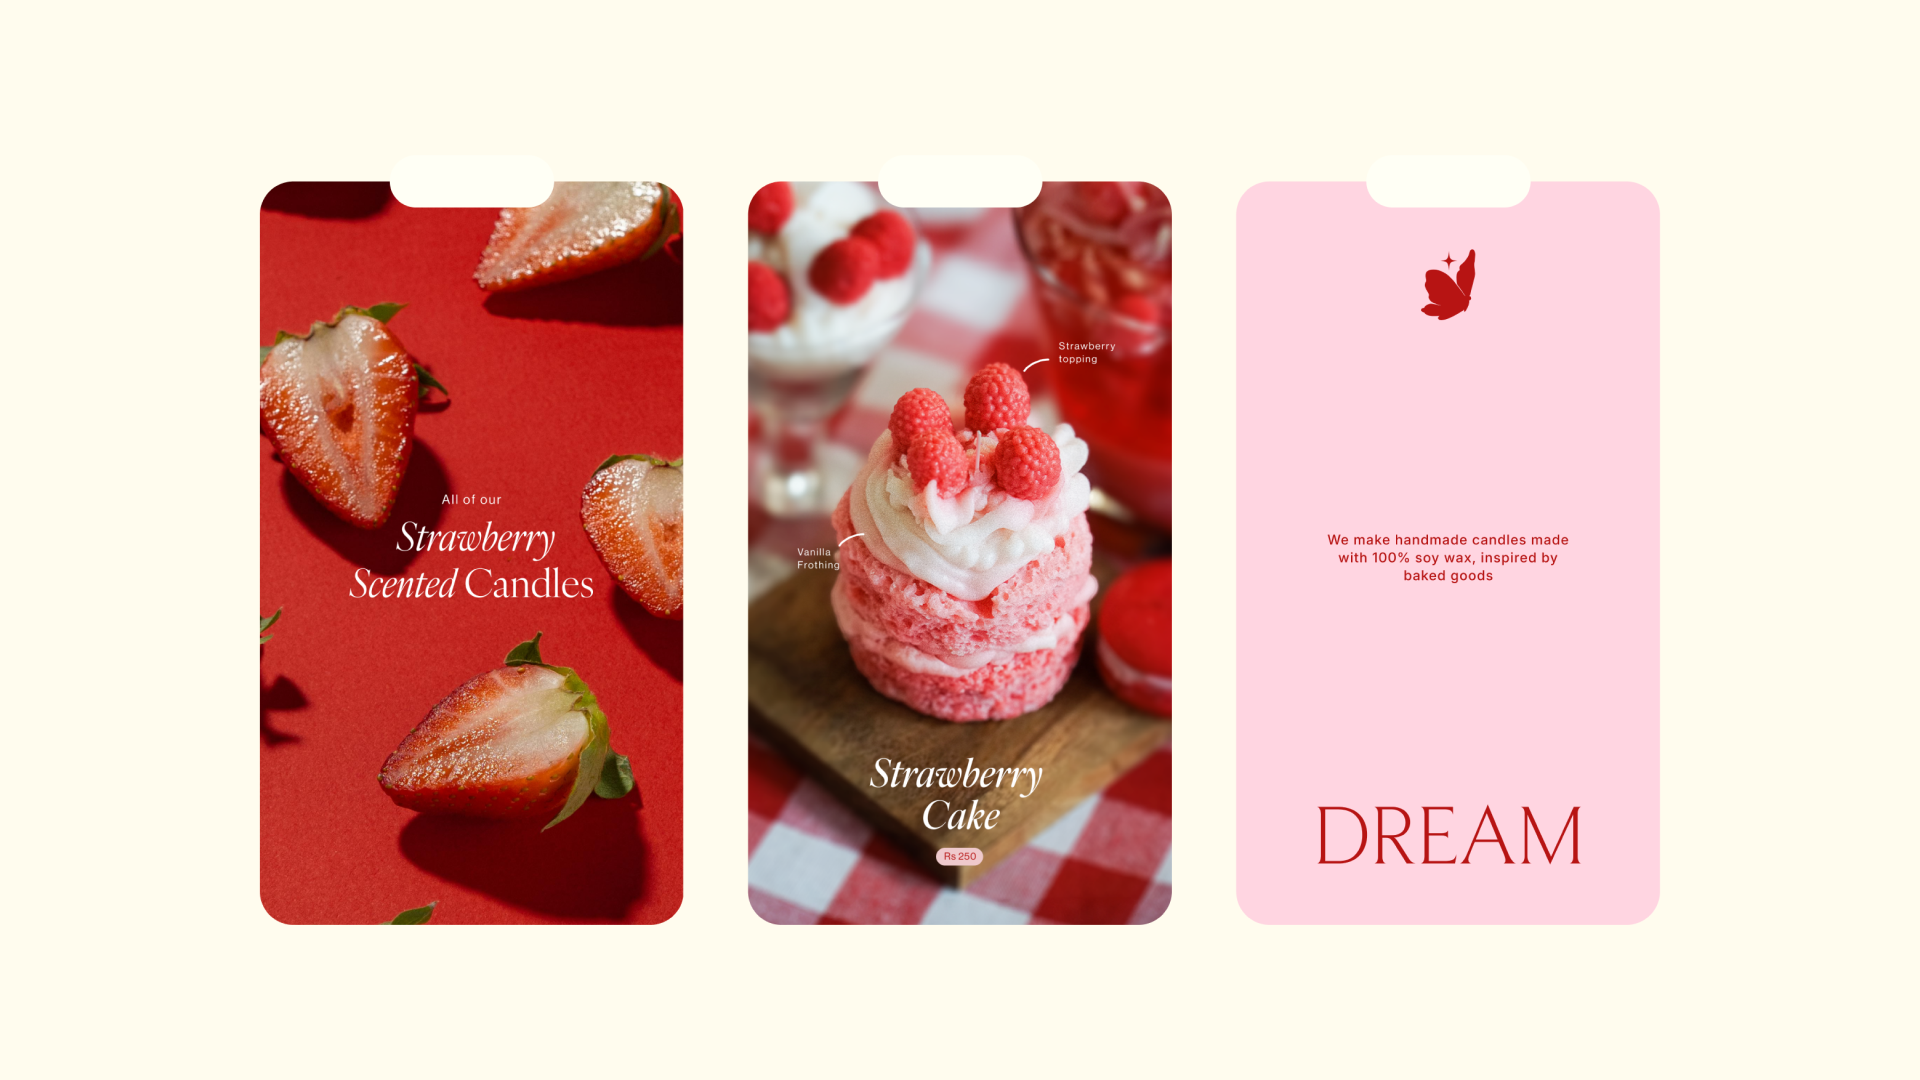 All of our
Strawberry
Scented Candles
Strawberry
topping
Vanilla
Frothing
Strawberry
Cake
Rs 250
We make handmade candles made
with 100% soy wax, inspired by
baked goods
DREAM